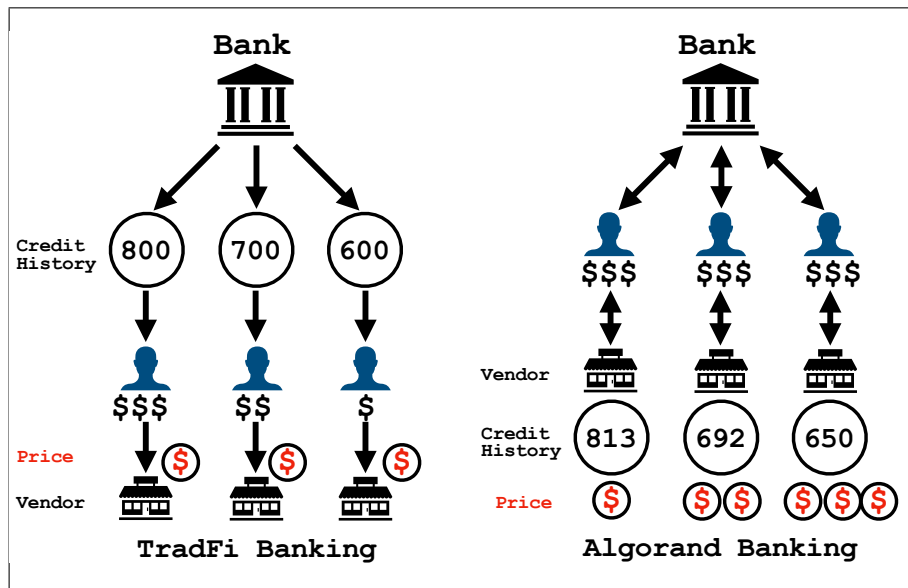 Bank
Credit
History
800
700
600
$$$
$$
$
Price
$
$
$
Vendor
TradFi Banking
Bank
$$$
$$$
$$$
Vendor
Credit
History
813
692
650
Price
$
$ $
$ $ $
Algorand Banking